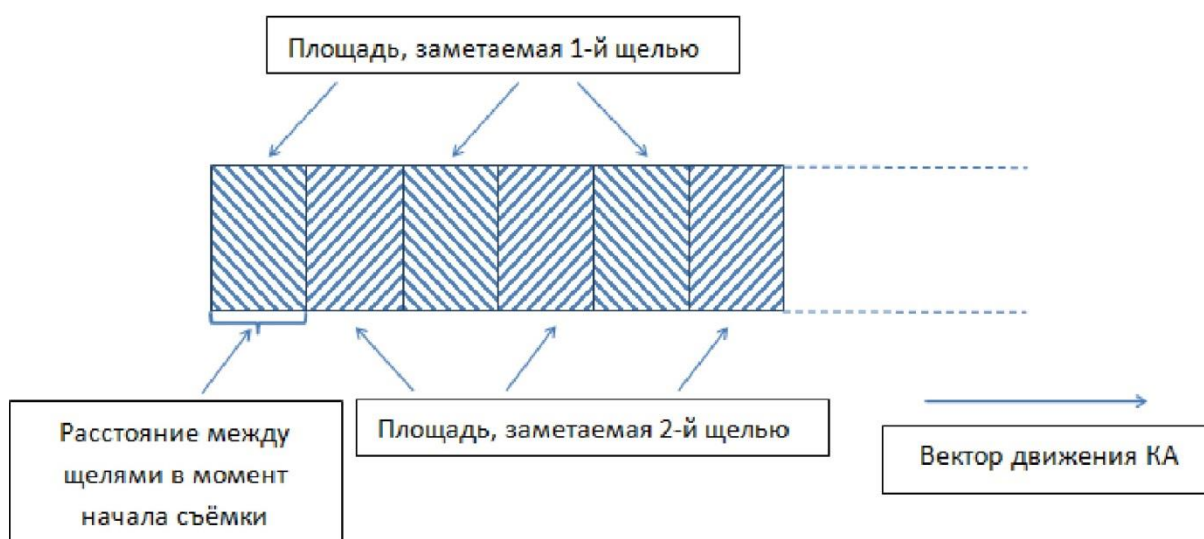 Площадь, заметаемая 1-й щелью
Расстояние между
щелями в момент
начала съёмки
Площадь, заметаемая 2-й щелью
Вектор движения КА